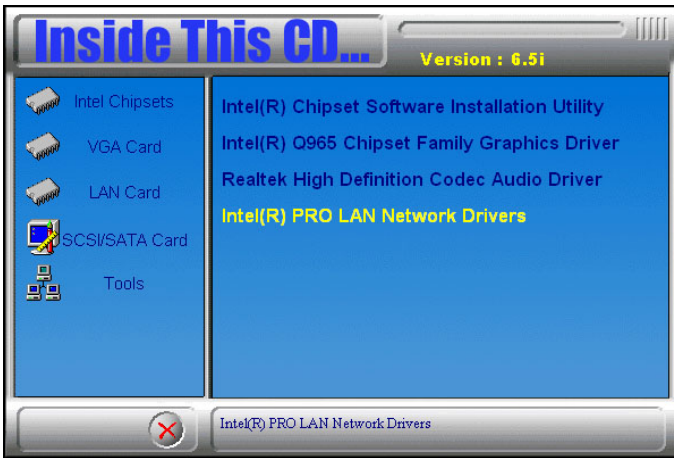 Inside This CD...
Version : 6.5i
Intel Chipsets
VGA Card
LAN Card
SCSI/SATA Card
Tools
Intel(R) Chipset Software Installation Utility
Intel(R) Q965 Chipset Family Graphics Driver
Realtek High Definition Codec Audio Driver
Intel(R) PRO LAN Network Drivers
Intel(R) PRO LAN Network Drivers